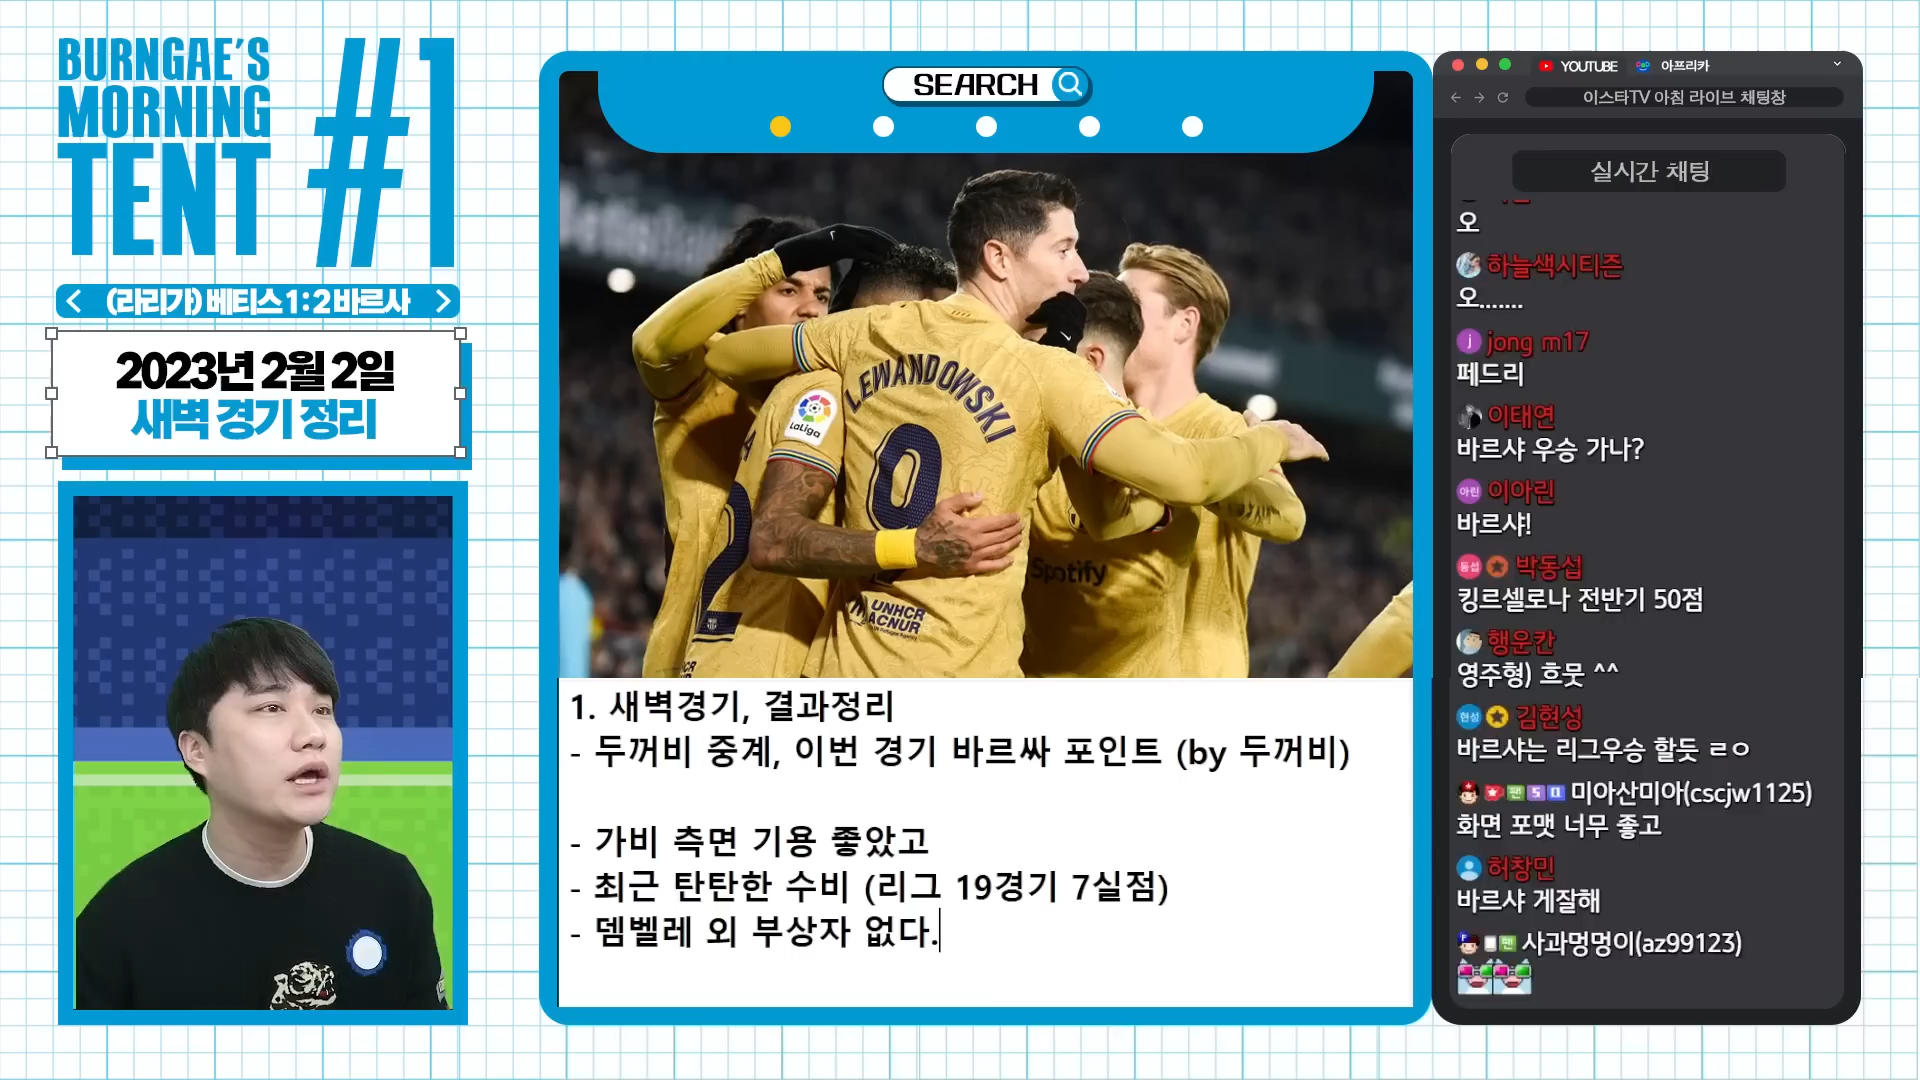 BURNGAE'S
MORNING
TENT
#1
(라리가) 베티스 1 : 2 바르사
2023년 2월 2일
새벽 경기 정리
SEARCH
LEWANDOWSKI
9
LaLiga
2
Spotify
UNHCR
ACNUR
1. 새벽경기, 결과정리
- 두꺼비 중계, 이번 경기 바르싸 포인트 (by 두꺼비)
- 가비 측면 기용 좋았고
- 최근 탄탄한 수비 (리그 19경기 7실점)
- 뎀벨레 외 부상자 없다.
YOUTUBE
아프리카
이스타TV 아침 라이브 채팅창
실시간 채팅
오
하늘색시티즌
오.......
j jong m17
페드리
이태연
바르샤 우승 가나?
아린 이아린
바르샤!
동섭 박동섭
킹르셀로나 전반기 50점
행운칸
영주형) 흐뭇 ^^
현성 김현성
바르샤는 리그우승 할듯 ㄹㅇ
팬 미아산미아(cscjw1125)
화면 포맷 너무 좋고
허창민
바르샤 게잘해
팬 사과멍멍이(az99123)